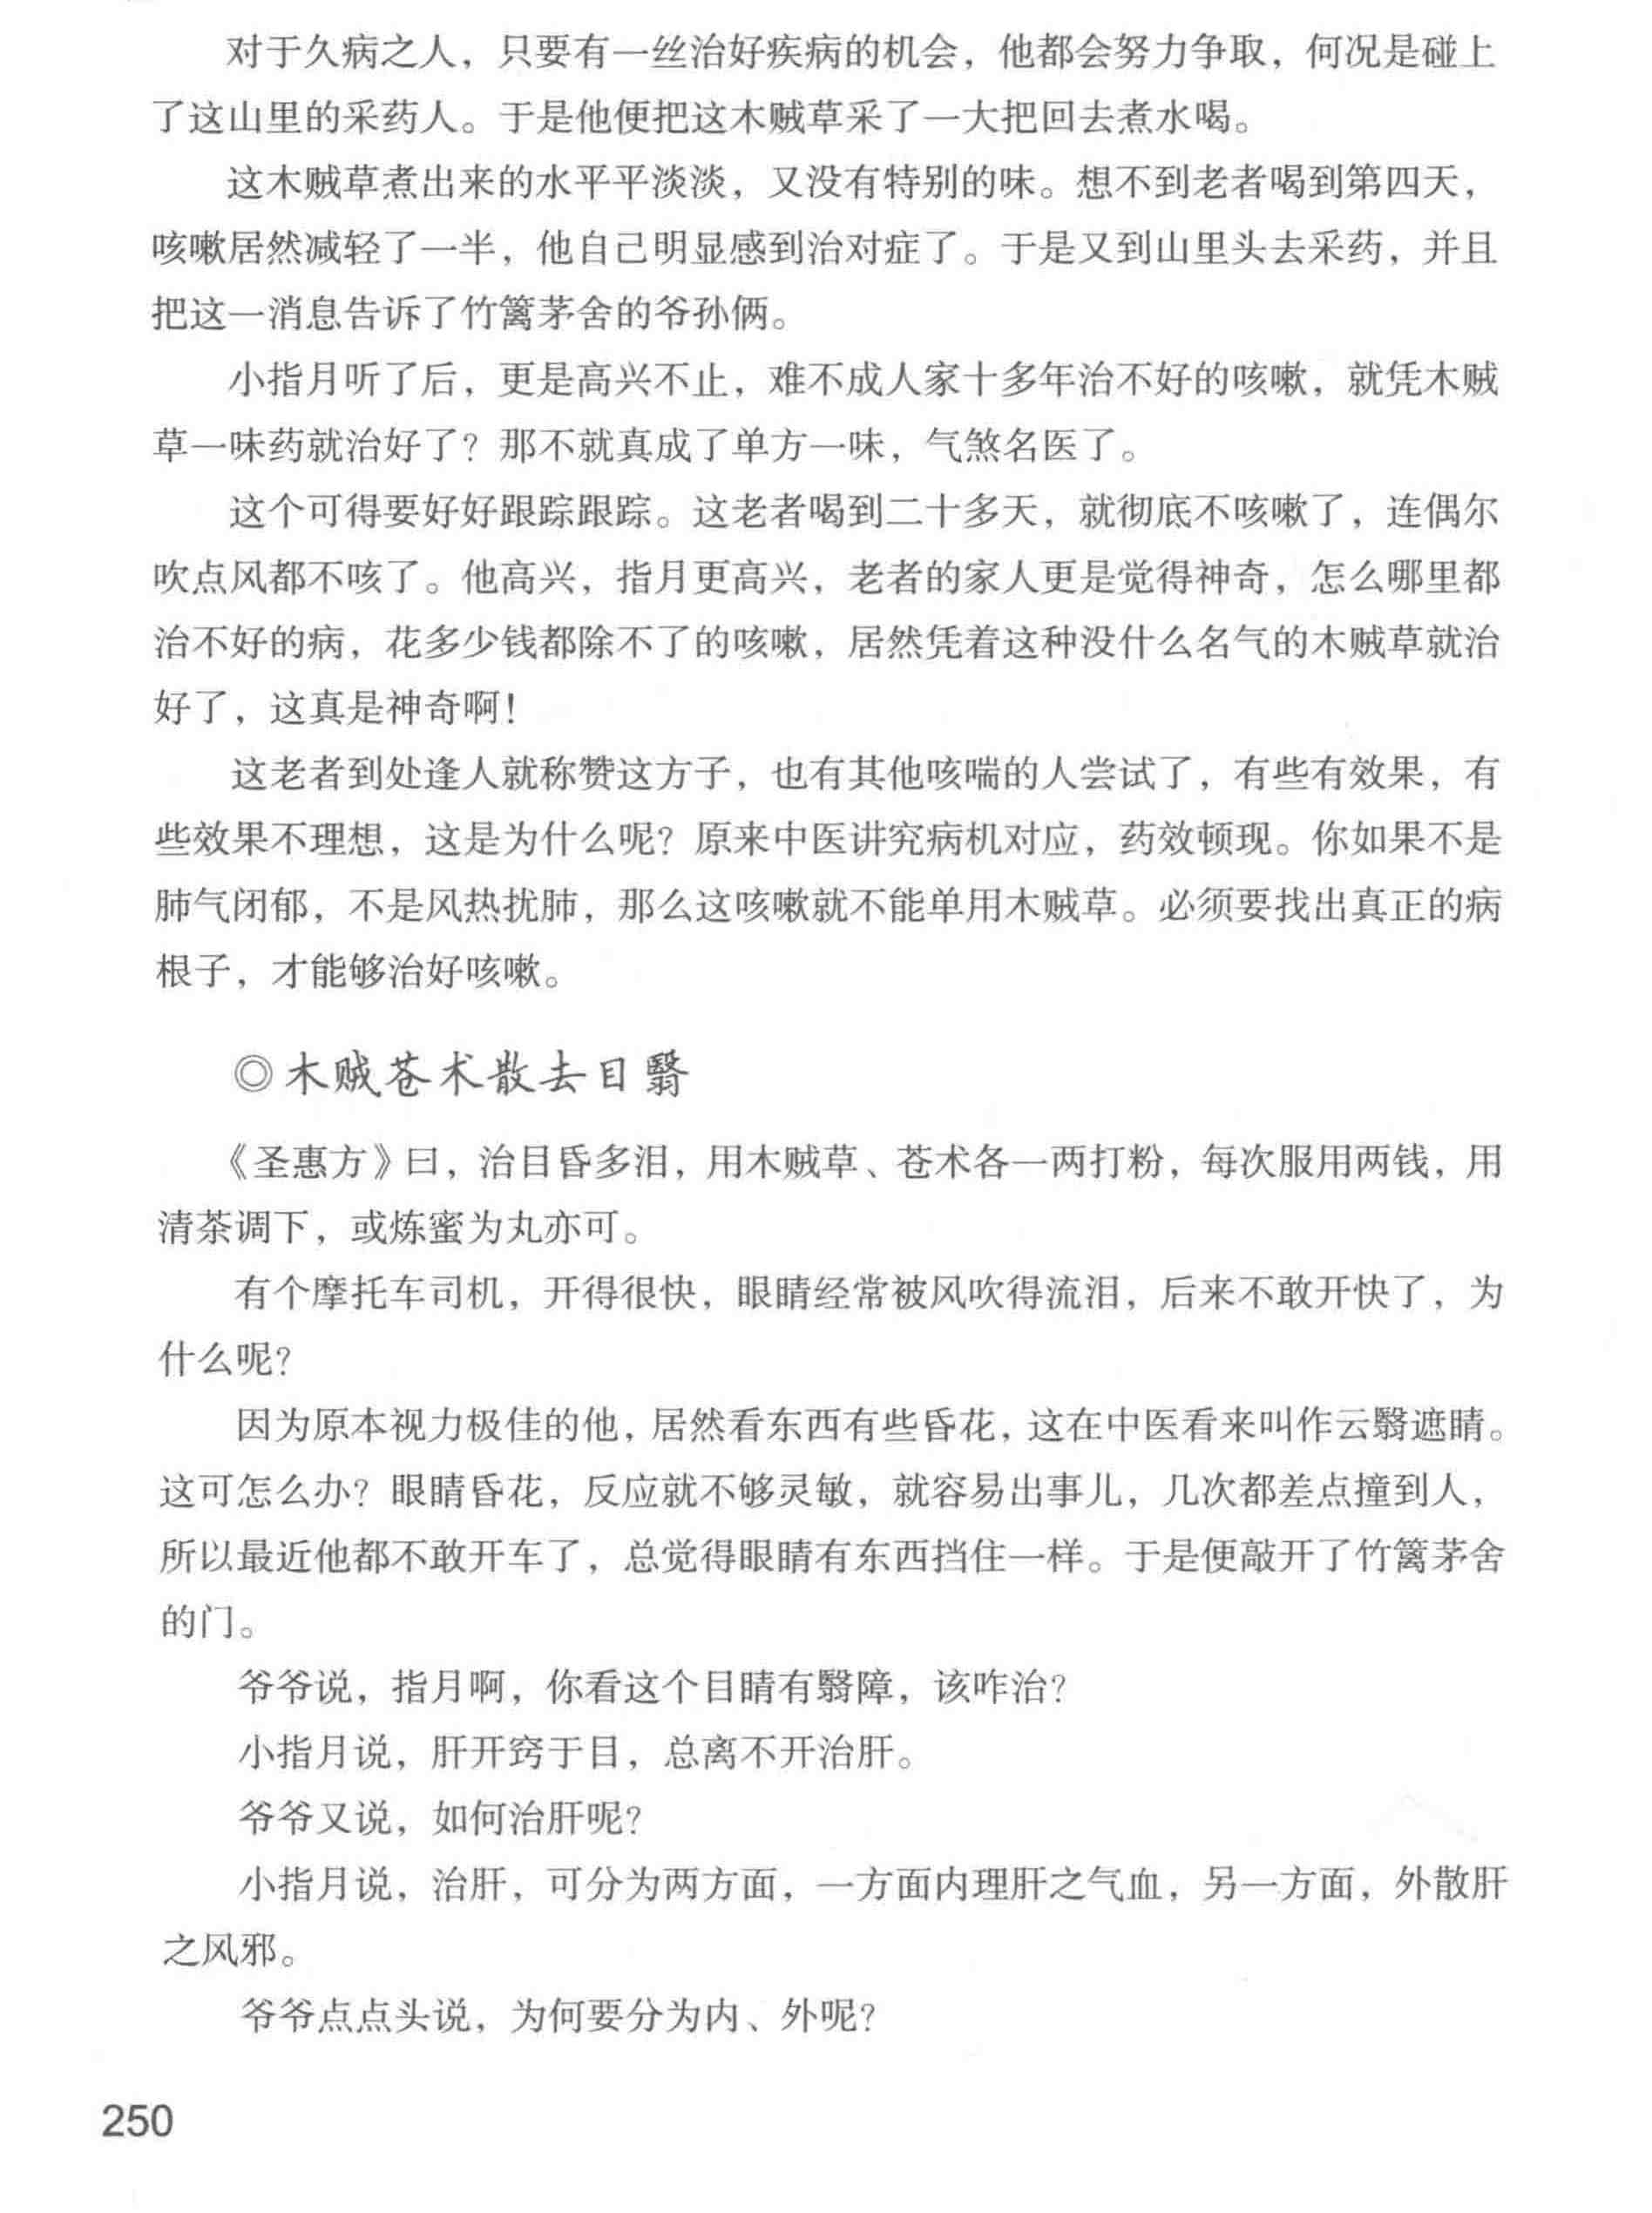 对于久病之人，只要有一丝治好疾病的机会，他都会努力争取，何况是碰上
了这山里的采药人。于是他便把这木贼草采了一大把回去煮水喝。
这木贼草煮出来的水平平淡淡，又没有特别的味。想不到老者喝到第四天，
咳嗽居然减轻了一半，他自己明显感到治对症了。于是又到山里头去采药，并且
把这一消息告诉了竹篱茅舍的爷孙俩。
小指月听了后，更是高兴不止，难不成人家十多年治不好的咳嗽，就凭木贼
草一味药就治好了？那不就真成了单方一味，气煞名医了。
这个可得要好好跟踪跟踪。这老者喝到二十多天，就彻底不咳嗽了，连偶尔
吹点风都不咳了。他高兴，指月更高兴，老者的家人更是觉得神奇，怎么哪里都
治不好的病，花多少钱都除不了的咳嗽，居然凭着这种没什么名气的木贼草就治
好了，这真是神奇啊！
这老者到处逢人就称赞这方子，也有其他咳喘的人尝试了，有些有效果，有
些效果不理想，这是为什么呢？原来中医讲究病机对应，药效顿现。你如果不是
肺气闭郁，不是风热扰肺，那么这咳嗽就不能单用木贼草。必须要找出真正的病
根子，才能够治好咳嗽。
◎木贼苍术散去目翳
《圣惠方》曰，治目昏多泪，用木贼草、苍术各一两打粉，每次服用两钱，用
清茶调下，或炼蜜为丸亦可。
有个摩托车司机，开得很快，眼睛经常被风吹得流泪，后来不敢开快了，为
什么呢？
因为原本视力极佳的他，居然看东西有些昏花，这在中医看来叫作云翳遮睛。
这可怎么办？眼睛昏花，反应就不够灵敏，就容易出事儿，几次都差点撞到人，
所以最近他都不敢开车了，总觉得眼睛有东西挡住一样。于是便敲开了竹篱茅舍
的门。
爷爷说，指月啊，你看这个目睛有翳障，该咋治？
小指月说，肝开窍于目，总离不开治肝。
爷爷又说，如何治肝呢？
小指月说，治肝，可分为两方面，一方面内理肝之气血，另一方面，外散肝
之风邪。
爷爷点点头说，为何要分为内、外呢？
250